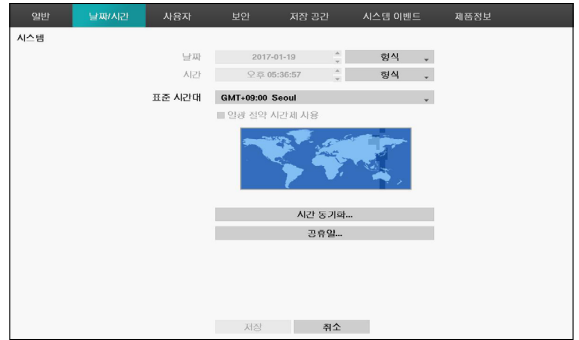 일반 날짜/시간 사용자 보안 저장 공간 시스템 이벤트 제품정보
시스템
날짜 2017-01-19 형식
시간 오후 05:36:57 형식
표준 시간대 GMT+09:00 Seoul
일광 절약 시간제 사용
시간 동기화...
공휴일...
저장 취소